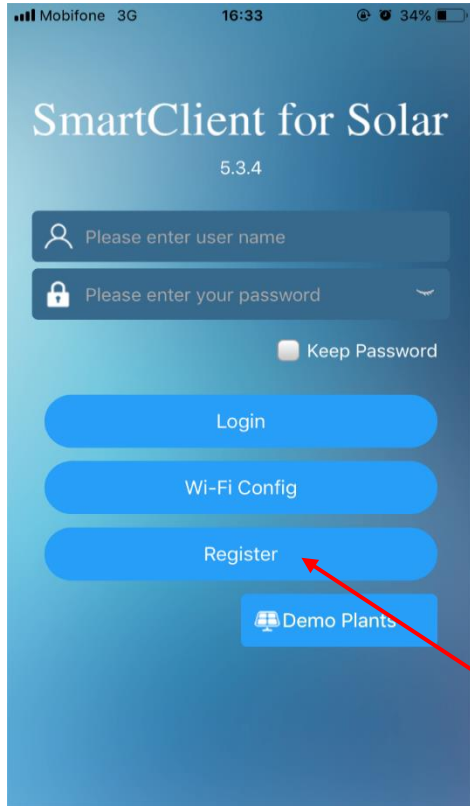 Mobifone 3G 16:33 34%
SmartClient for Solar
5.3.4
Please enter user name
Please enter your password
Keep Password
Login
Wi-Fi Config
Register
Demo Plants